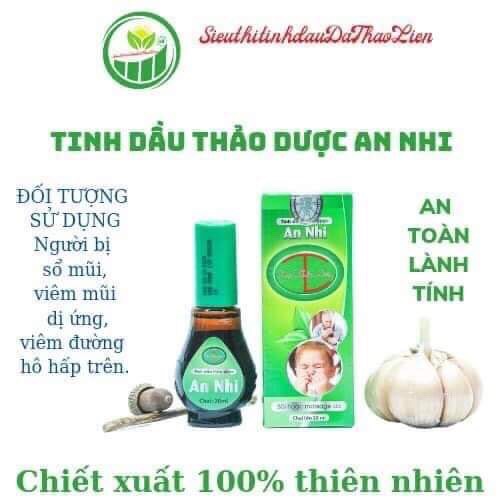 SieuthitinhdauDaThaoLien
TINH DẦU THẢO DƯỢC AN NHI
ĐỐI TƯỢNG
SỬ DỤNG
Người bị
sổ mũi,
viêm mũi
dị ứng,
viêm đường
hô hấp trên.
An Nhi
An Nhi
AN
TOÀN
LÀNH
TÍNH
Chiết xuất 100% thiên nhiên